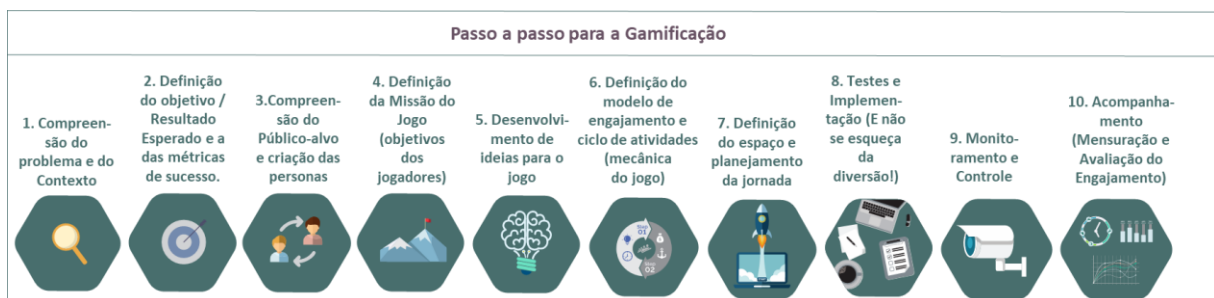 Passo a passo para a Gamificação
1. Compreen-
são do
problema e do
Contexto
2. Definição
do objetivo /
Resultado
Esperado e a
das métricas
de sucesso.
3.Compreen-
são do
Público-alvo
e criação das
personas
4. Definição
da Missão do
Jogo
(objetivos
dos
jogadores)
5. Desenvolvi-
mento de
ideias para o
jogo
6. Definição do
modelo de
engajamento e
ciclo de atividades
(mecânica
do jogo)
7. Definição
do espaço e
planejamento
da jornada
8. Testes e
Implemen-
tação (E não
se esqueça
da
diversão!)
9. Monito-
ramento e
Controle
10. Acompanha-
mento
(Mensuração e
Avaliação do
Engajamento)
Step
01
02